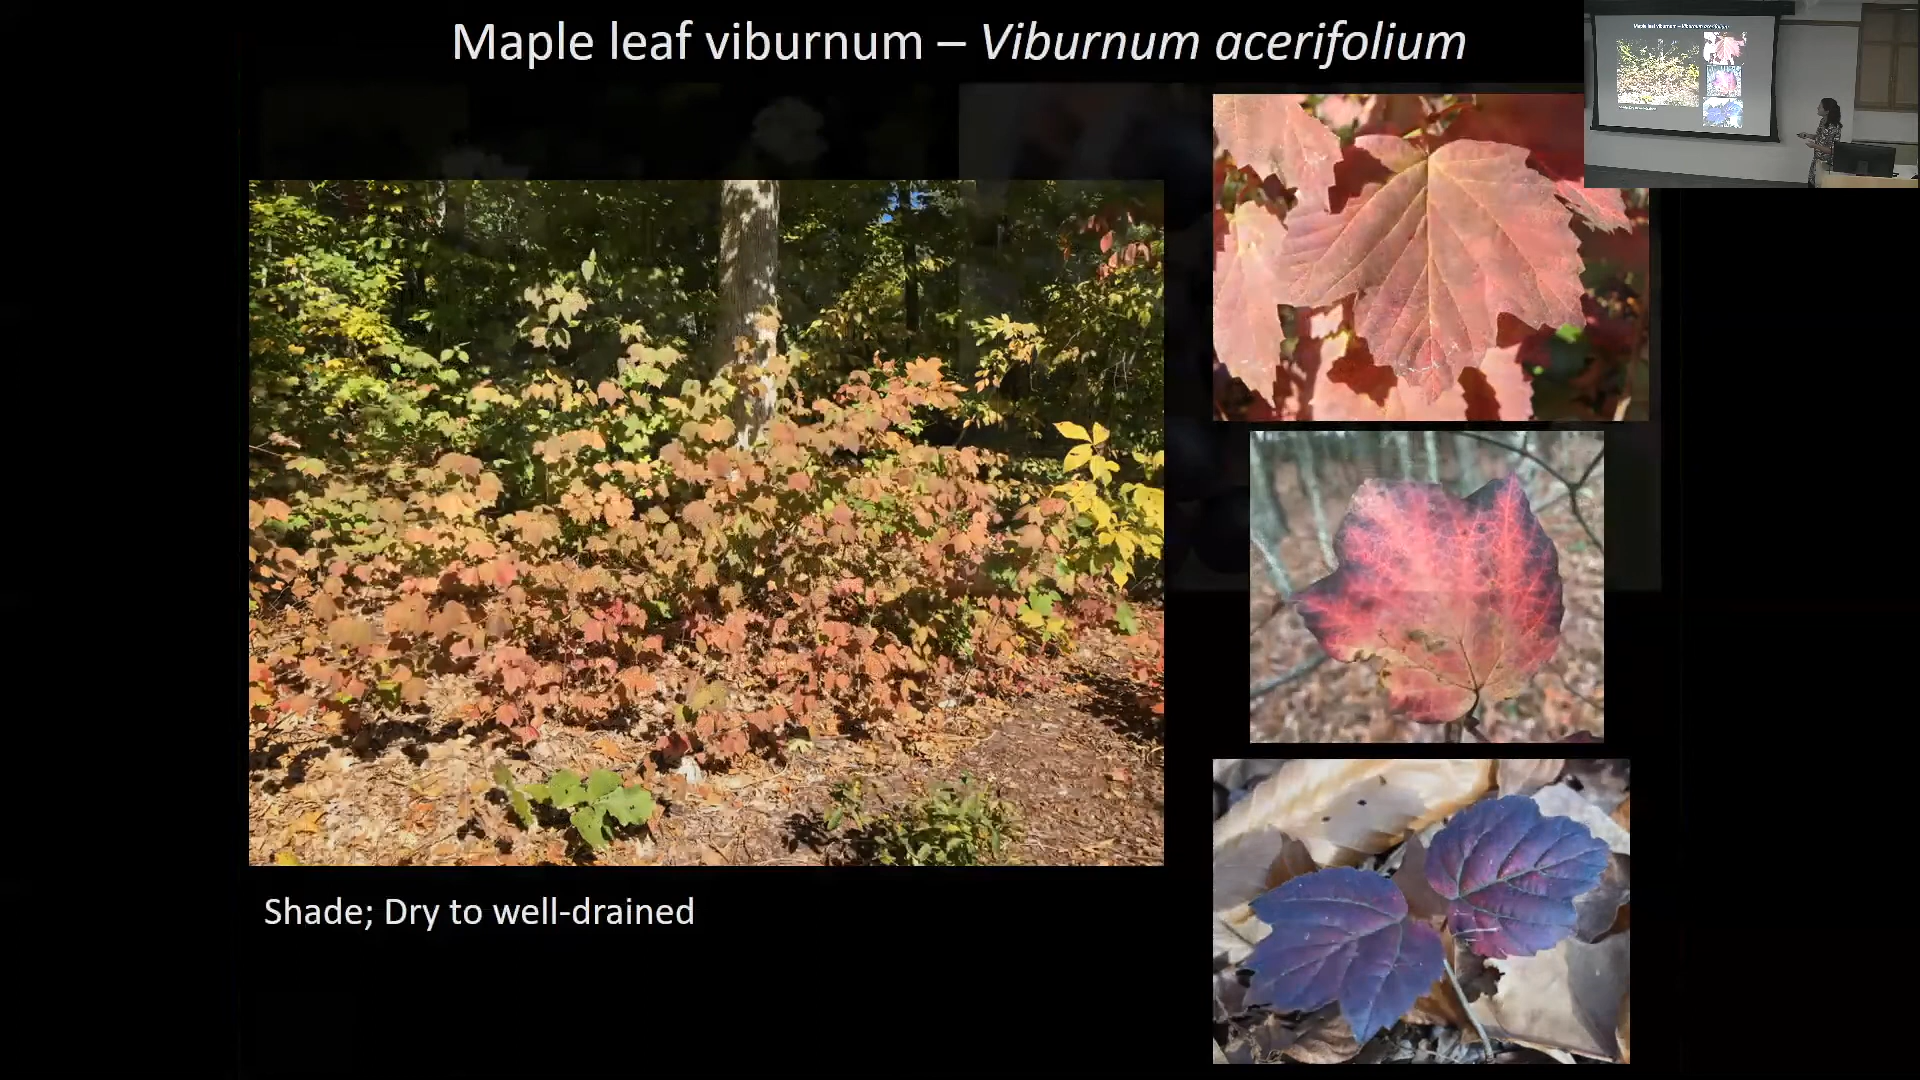 Maple leaf viburnum – Viburnum acerifolium
Shade; Dry to well-drained